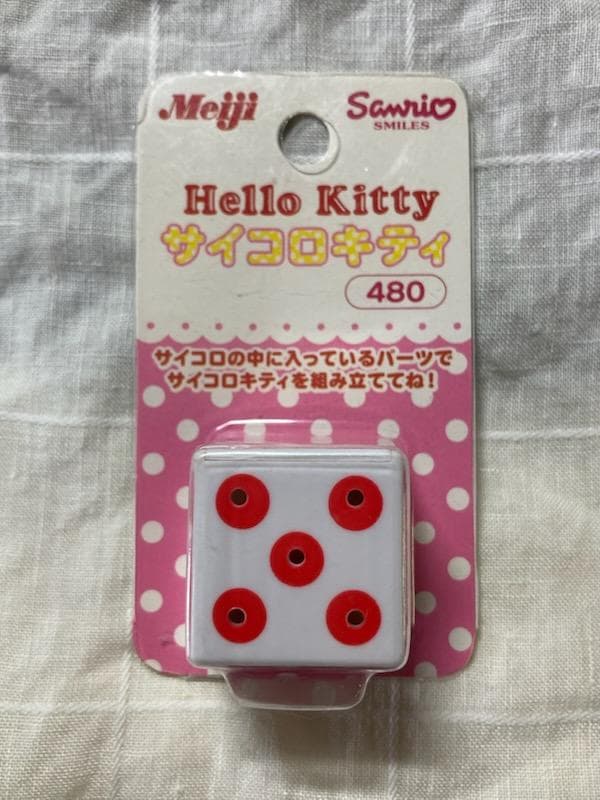 Meiji
Sanrio
SMILES
Hello Kitty
サイコロキティ
480
サイコロの中に入っているパーツで
サイコロキティを組み立ててね!